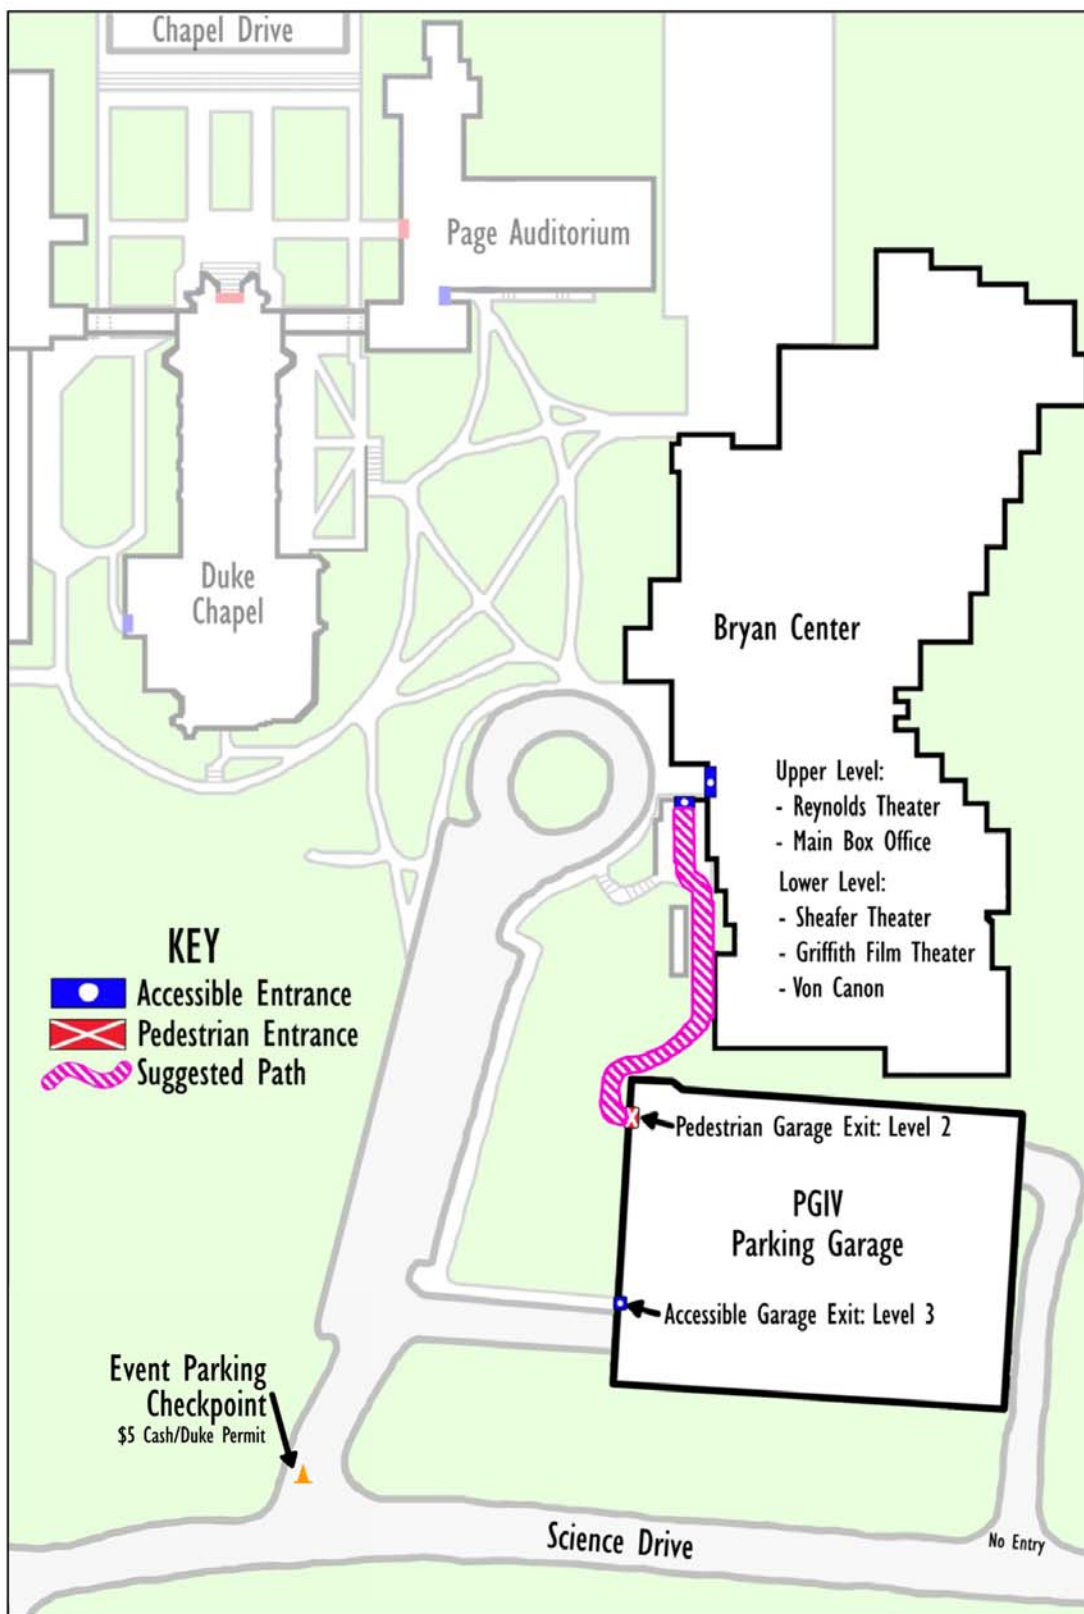 Chapel Drive
Page Auditorium
Duke
Chapel
Bryan Center
Upper Level:
- Reynolds Theater
- Main Box Office
Lower Level:
- Sheafer Theater
- Griffith Film Theater
- Von Canon
KEY
Accessible Entrance
Pedestrian Entrance
Suggested Path
Pedestrian Garage Exit: Level 2
PGIV
Parking Garage
Accessible Garage Exit: Level 3
Event Parking
Checkpoint
$5 Cash/Duke Permit
Science Drive
No Entry